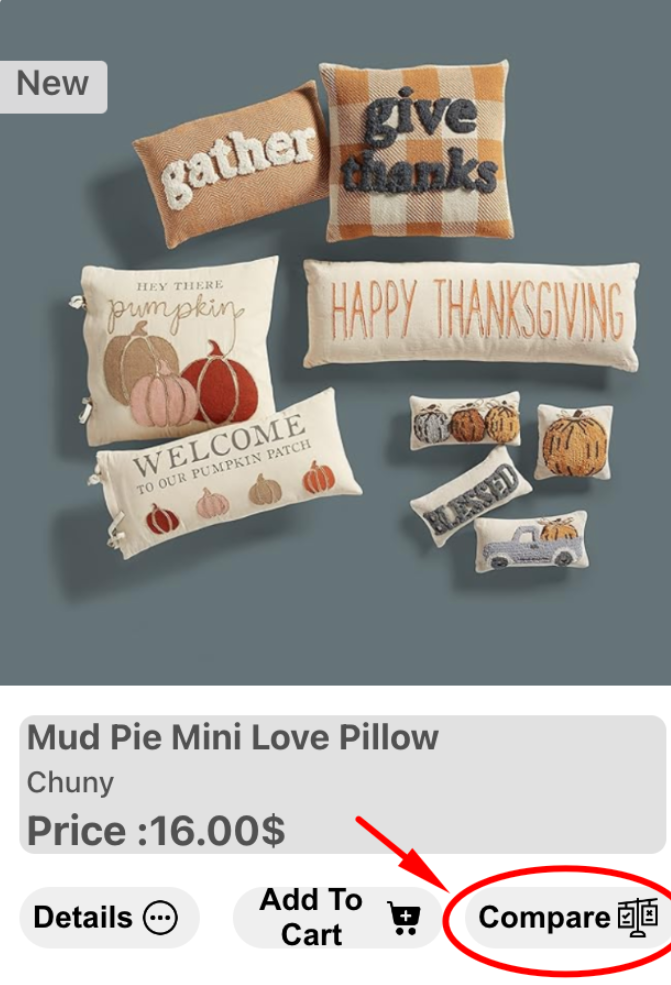 New
gather
give
thanks
HEY THERE
pumpkin
HAPPY THANKSGIVING
WELCOME
TO OUR PUMPKIN PATCH
BLESSED
Mud Pie Mini Love Pillow
Chuny
Price :16.00$
Details
Add To
Cart
Compare